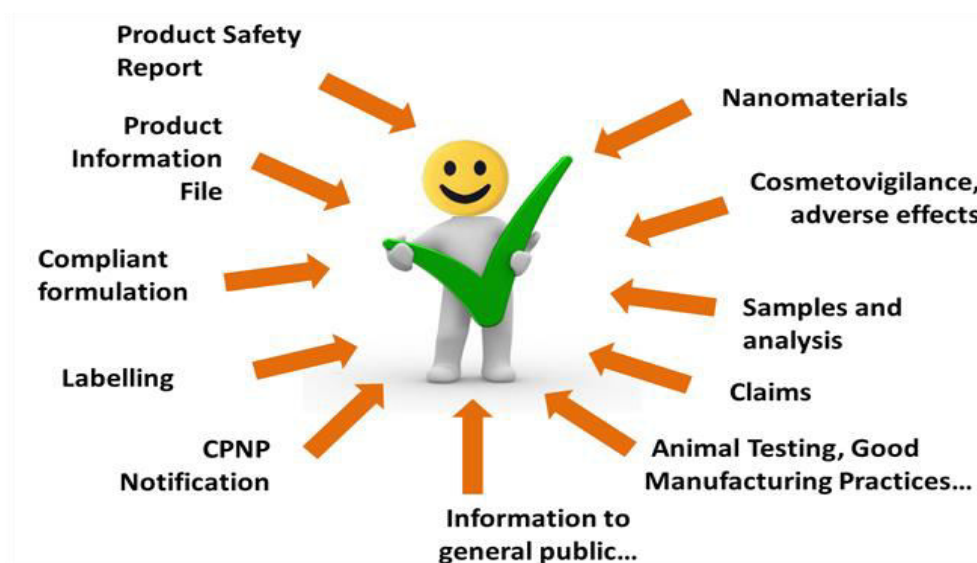 Product Safety
Report
Product
Information
File
Compliant
formulation
Labelling
CPNP
Notification
Information to
general public...
Animal Testing, Good
Manufacturing Practices...
Claims
Samples and
analysis
Cosmetovigilance,
adverse effects
Nanomaterials